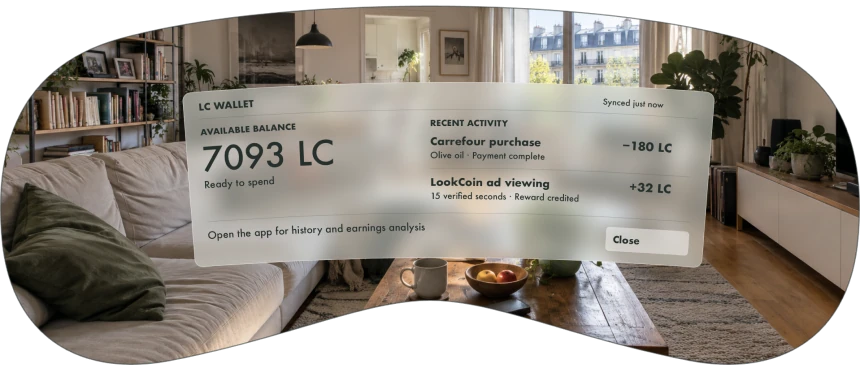 LC WALLET
Synced just now
AVAILABLE BALANCE
7093 LC
Ready to spend
RECENT ACTIVITY
Carrefour purchase
−180 LC
Olive oil · Payment complete
LookCoin ad viewing
+32 LC
15 verified seconds · Reward credited
Open the app for history and earnings analysis
Close